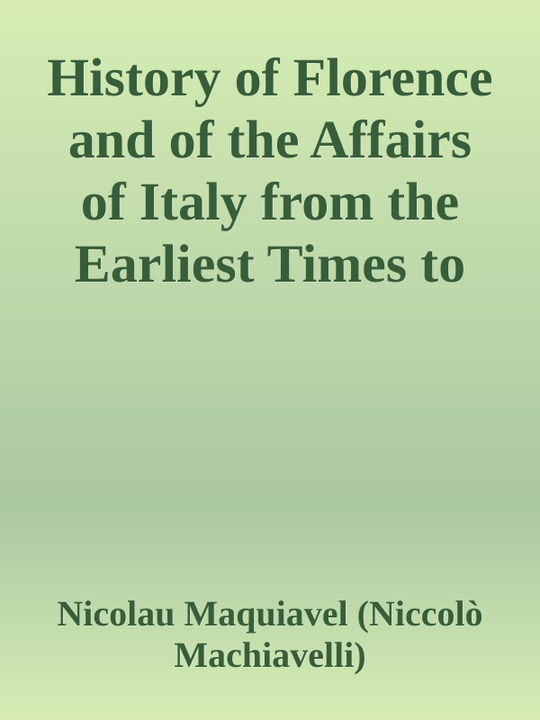 History of Florence
and of the Affairs
of Italy from the
Earliest Times to
Nicolau Maquiavel (Niccolò
Machiavelli)